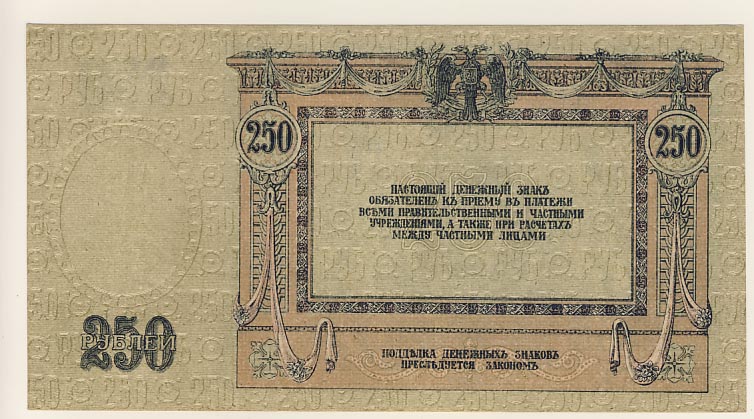 250
250
НАСТОЯЩІЙ ДЕНЕЖНЫЙ ЗНАКЪ
ОБЯЗАТЕЛЕНЪ КЪ ПРІЕМУ ВЪ ПЛАТЕЖИ
ВСѢМИ ПРАВИТЕЛЬСТВЕННЫМИ И ЧАСТНЫМИ
УЧРЕЖДЕНІЯМИ, А ТАКЖЕ ПРИ РАСЧЕТАХЪ
МЕЖДУ ЧАСТНЫМИ ЛИЦАМИ
250
РУБЛЕЙ
ПОДДѢЛКА ДЕНЕЖНЫХЪ ЗНАКОВЪ
ПРЕСЛѢДУЕТСЯ ЗАКОНОМЪ